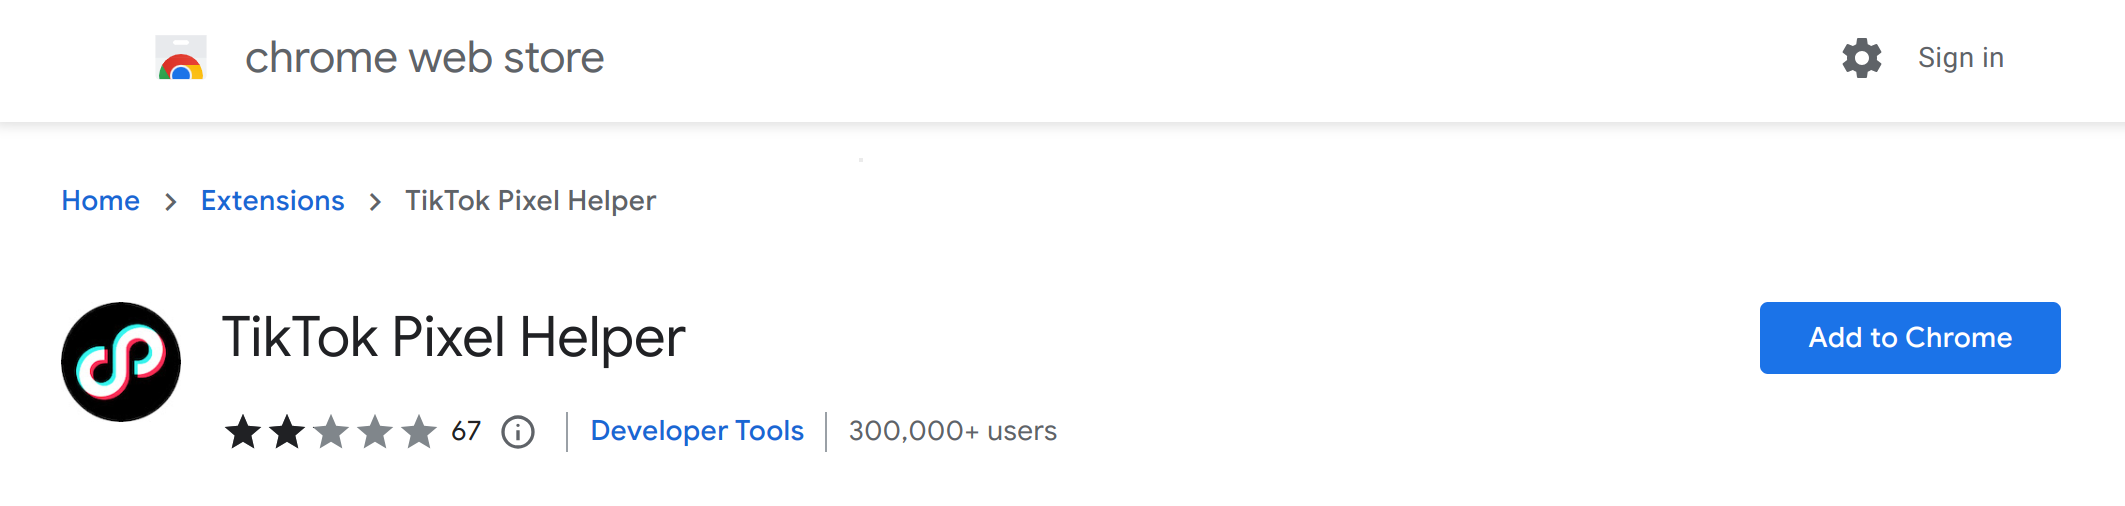 chrome web store
Sign in
Home > Extensions > TikTok Pixel Helper
TikTok Pixel Helper
Add to Chrome
67 | Developer Tools | 300,000+ users